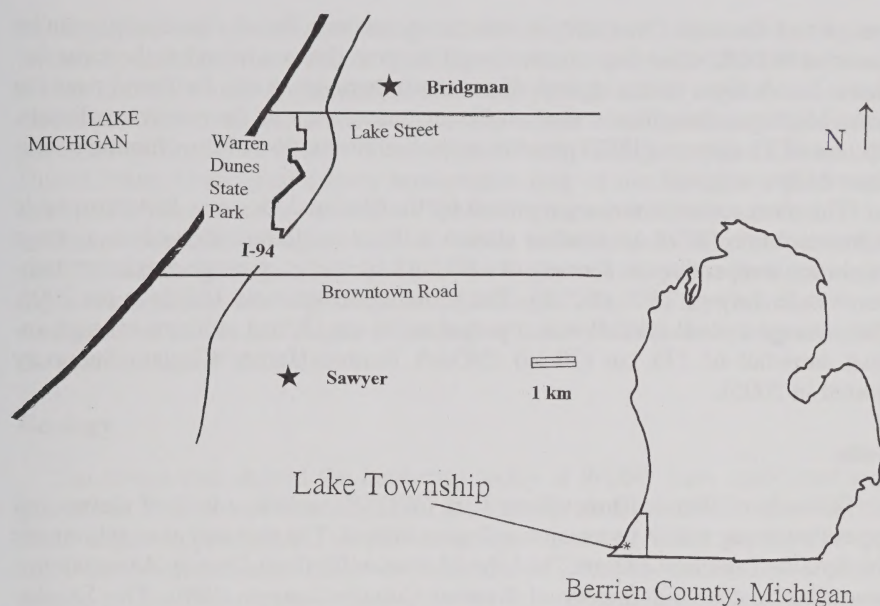 LAKE
MICHIGAN
Bridgman
Lake Street
Warren
Dunes
State
Park
N
I-94
Browntown Road
Sawyer
1 km
Lake Township
Berrien County, Michigan